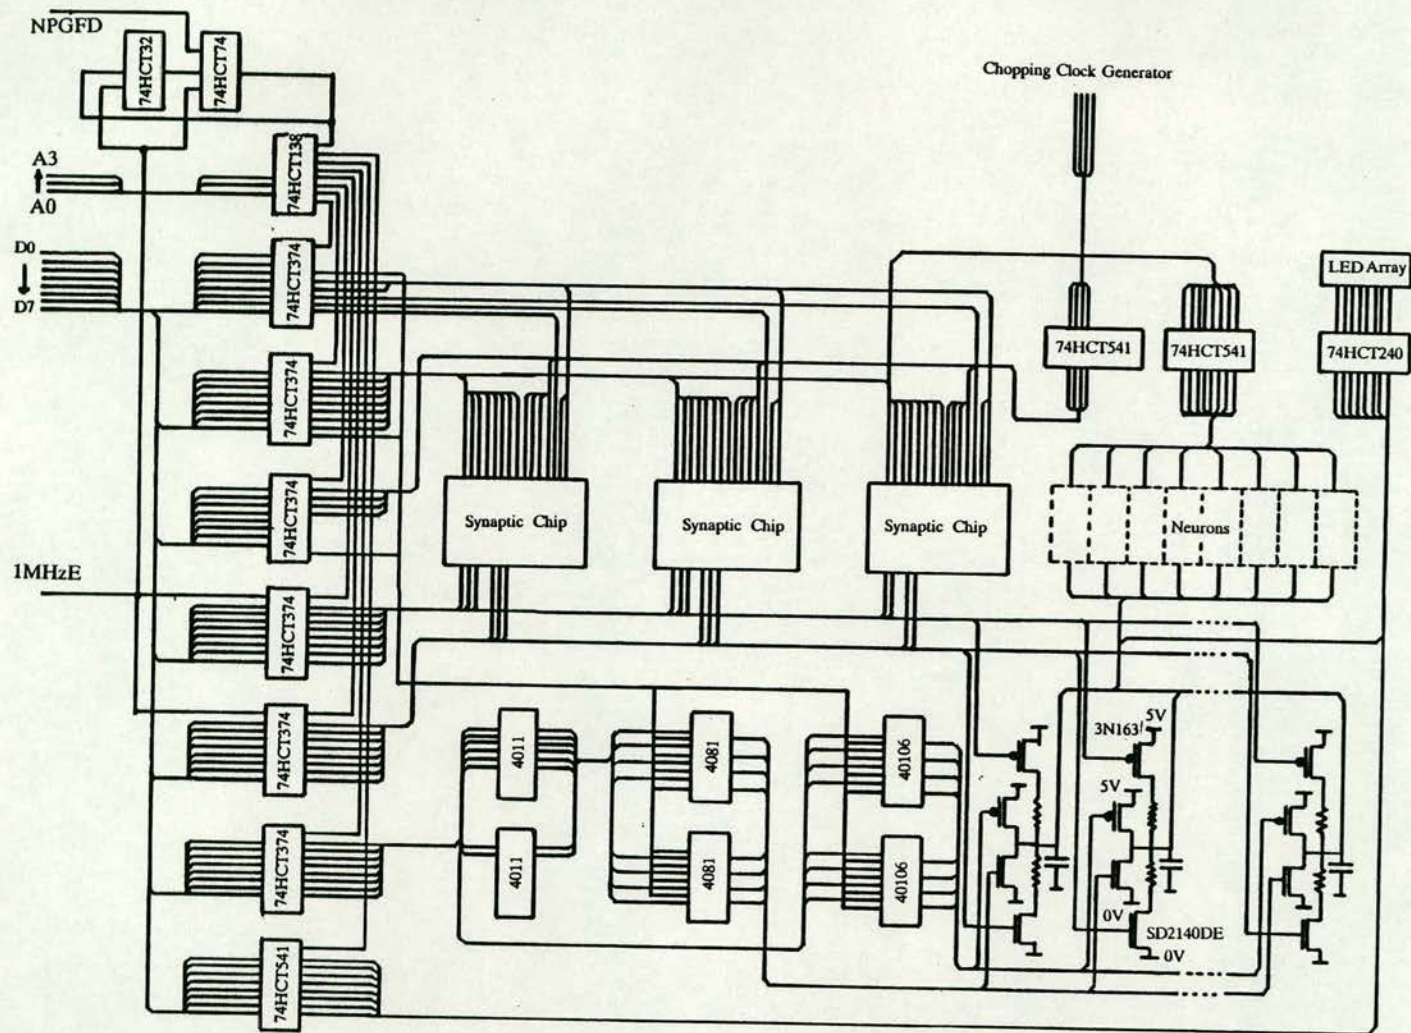 NPGFD
74HCT32
74HCT74
Chopping Clock Generator
A3
A0
74HCT138
D0
D7
74HCT374
LED Array
74HCT541
74HCT541
74HCT240
74HCT374
74HCT374
Synaptic Chip
Synaptic Chip
Synaptic Chip
Neurons
1MHzE
74HCT374
74HCT374
4011
4081
40106
3N163
5V
5V
74HCT374
4011
4081
40106
0V
SD2140DE
0V
74HCT541